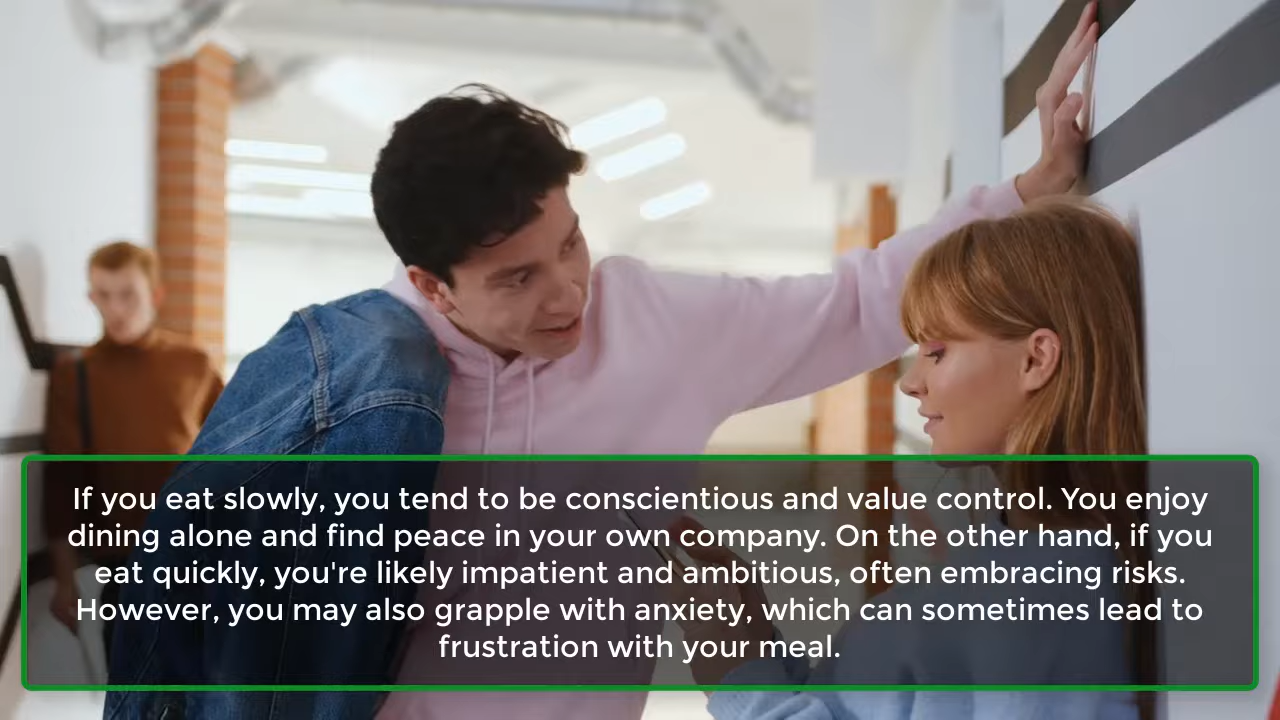 If you eat slowly, you tend to be conscientious and value control. You enjoy
dining alone and find peace in your own company. On the other hand, if you
eat quickly, you're likely impatient and ambitious, often embracing risks.
However, you may also grapple with anxiety, which can sometimes lead to
frustration with your meal.